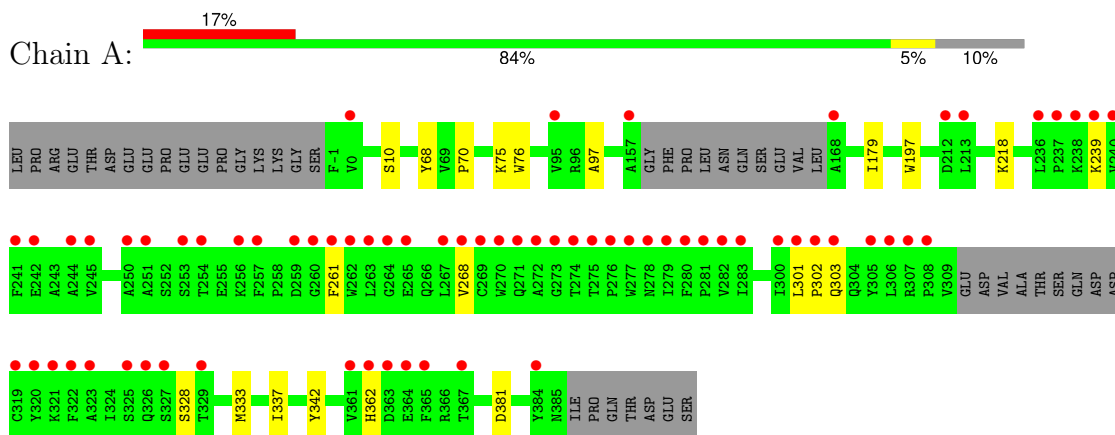 17%
Chain A:
84% 5% 10%
LEU PRO ARG GLU THR ASP GLU GLU PRO GLU GLU PRO GLY LYS LYS GLY SER F-1 V0 S10 Y68 V69 P70 K75 W76 V95 R96 A97 A157 GLY PHE PRO LEU ASN GLN SER GLU VAL LEU A168 I179 W197 D212 L213 K218 L236 P237 K238 K239 V240
F241 E242 A243 A244 V245 A250 A251 S252 S253 T254 E255 K256 F257 P258 D259 G260 F261 W262 L263 G264 E265 Q266 L267 V268 C269 W270 Q271 A272 G273 T274 T275 P276 W277 N278 I279 F280 P281 V282 I283 I300 L301 P302 Q303 Q304 Y305 L306 R307 P308 V309 GLU ASP VAL ALA THR SER GLN ASP ASP
C319 Y320 K321 F322 A323 I324 S325 Q326 S327 S328 T329 M333 I337 Y342 V361 H362 D363 E364 F365 R366 T367 D381 Y384 N385 ILE PRO GLN THR ASP GLU SER